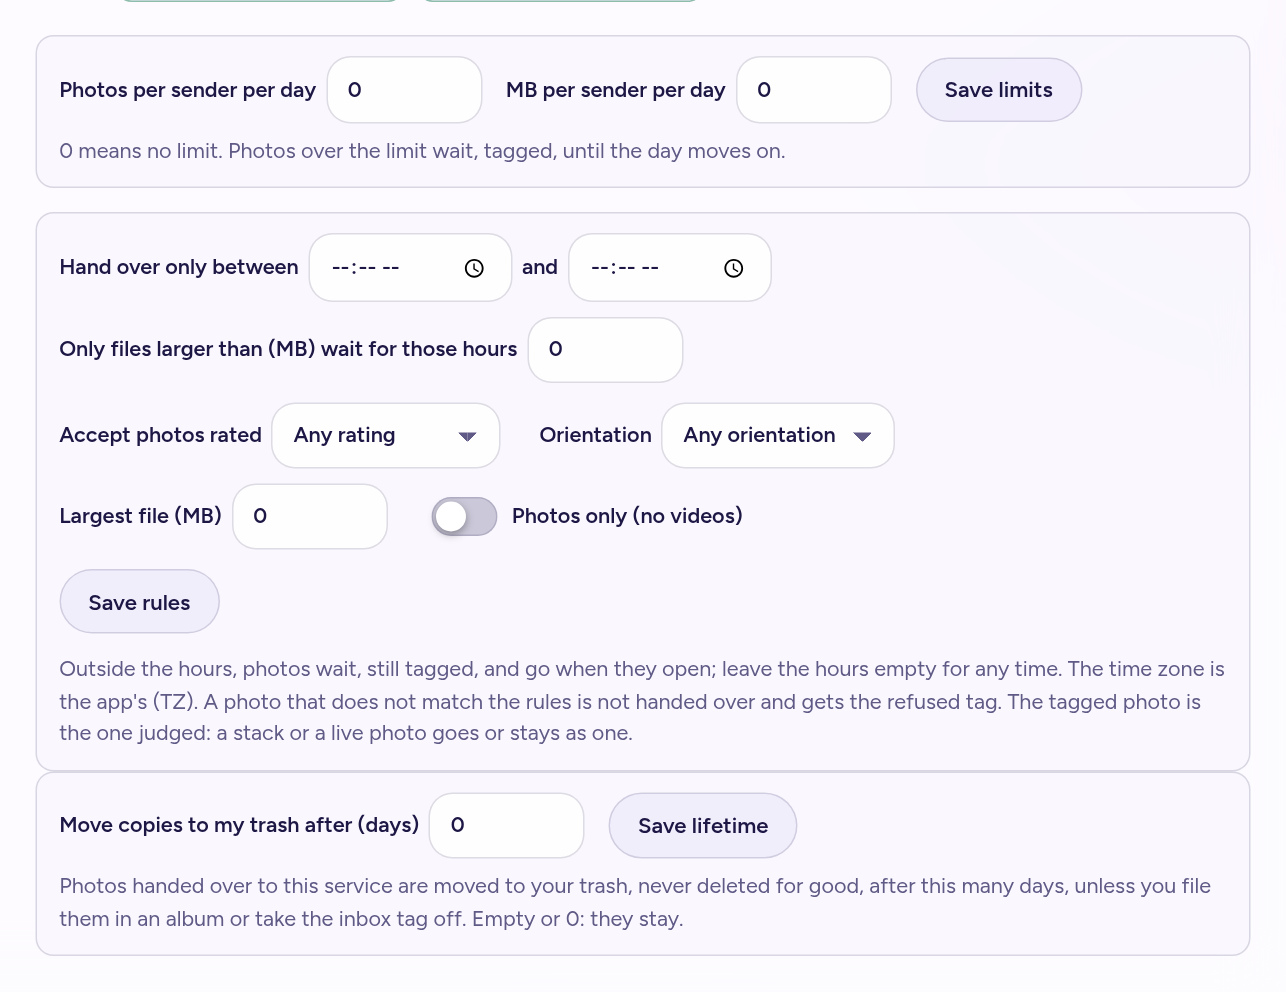 Photos per sender per day 0 MB per sender per day 0 Save limits
0 means no limit. Photos over the limit wait, tagged, until the day moves on.
Hand over only between --:-- -- and --:-- --
Only files larger than (MB) wait for those hours 0
Accept photos rated Any rating Orientation Any orientation
Largest file (MB) 0 Photos only (no videos)
Save rules
Outside the hours, photos wait, still tagged, and go when they open; leave the hours empty for any time. The time zone is
the app's (TZ). A photo that does not match the rules is not handed over and gets the refused tag. The tagged photo is
the one judged: a stack or a live photo goes or stays as one.
Move copies to my trash after (days) 0 Save lifetime
Photos handed over to this service are moved to your trash, never deleted for good, after this many days, unless you file
them in an album or take the inbox tag off. Empty or 0: they stay.